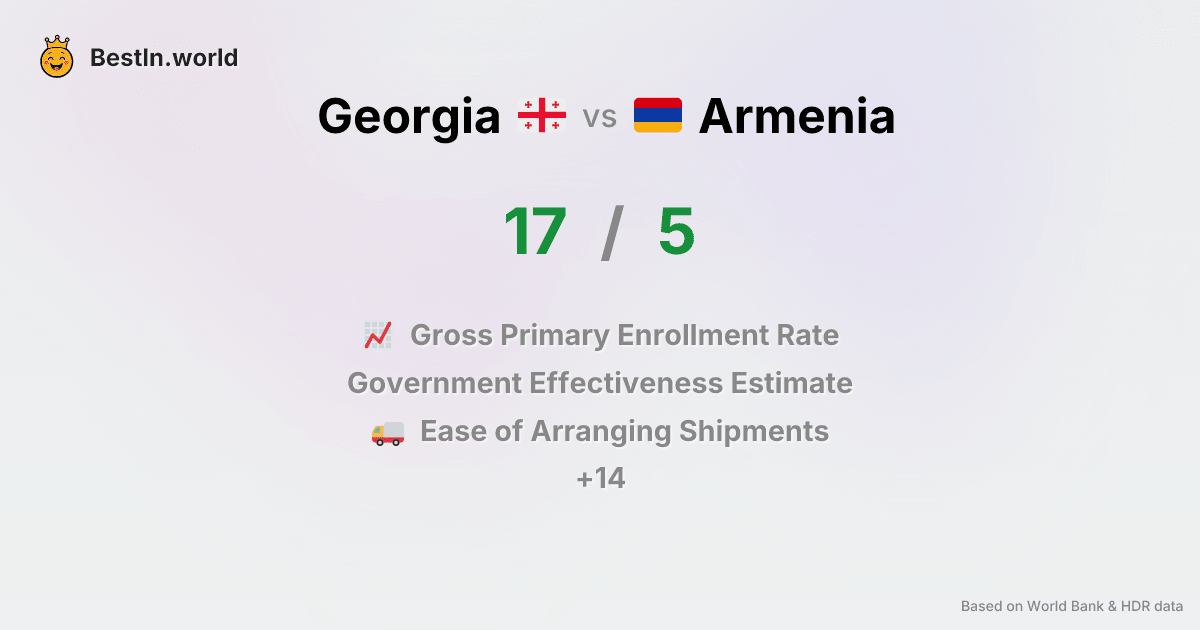 BestIn.world
Georgia vs Armenia
17 / 5
Gross Primary Enrollment Rate
Government Effectiveness Estimate
Ease of Arranging Shipments
+14
Based on World Bank & HDR data